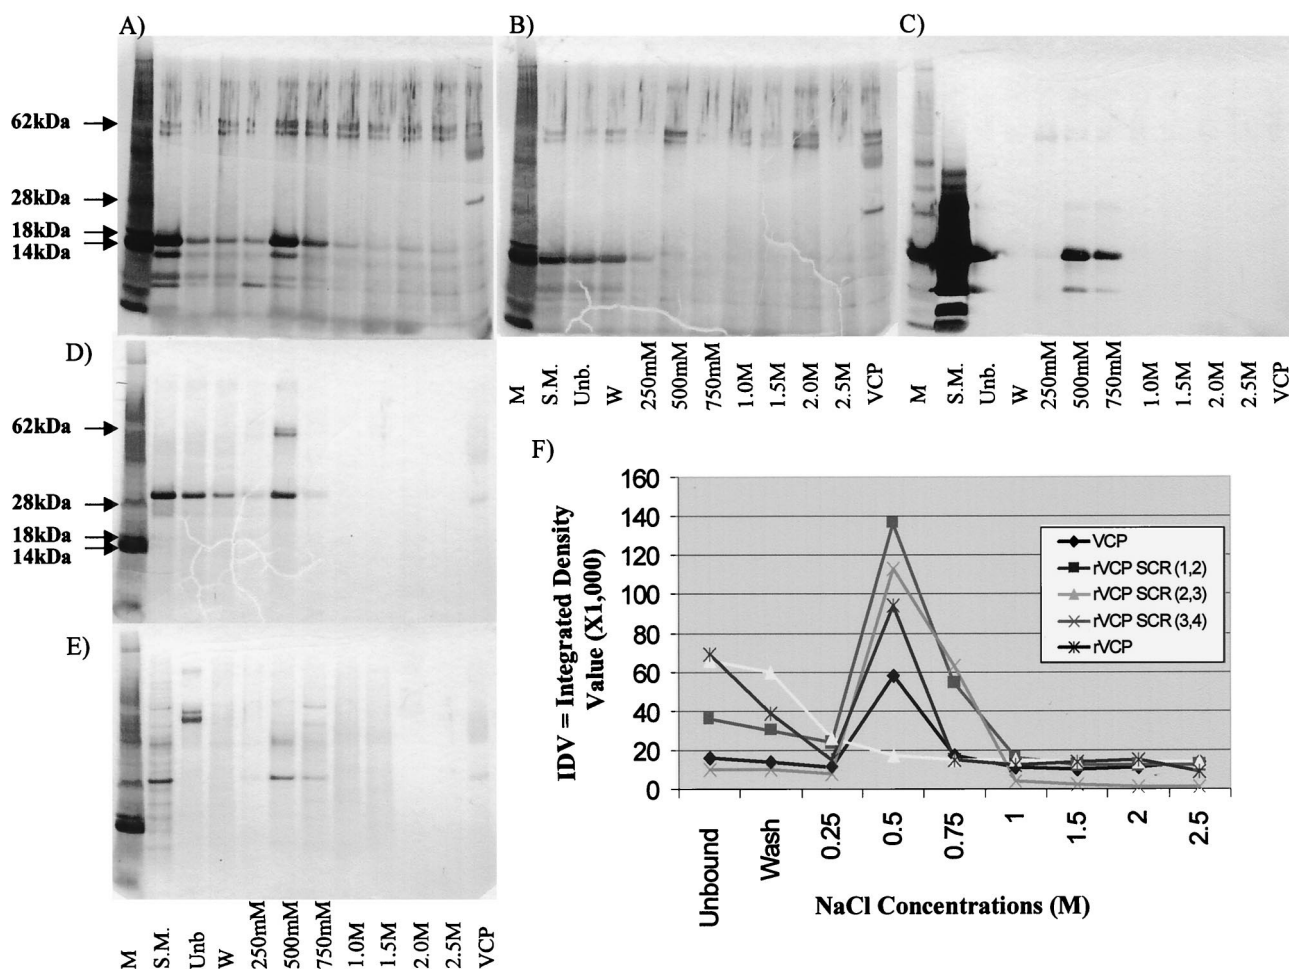 A)
B)
C)
62kDa
28kDa
18kDa
14kDa
M
S.M.
Unb.
W
250mM
500mM
750mM
1.0M
1.5M
2.0M
2.5M
VCP
M
S.M.
Unb.
W
250mM
500mM
750mM
1.0M
1.5M
2.0M
2.5M
VCP
D)
62kDa
28kDa
18kDa
14kDa
E)
M
S.M.
Unb
W
250mM
500mM
750mM
1.0M
1.5M
2.0M
2.5M
VCP
F)
IDV = Integrated Density
Value (X1,000)
160
140
120
100
80
60
40
20
0
VCP
rVCP SCR (1,2)
rVCP SCR (2,3)
rVCP SCR (3,4)
rVCP
Unbound
Wash
0.25
0.5
0.75
1
1.5
2
2.5
NaCl Concentrations (M)